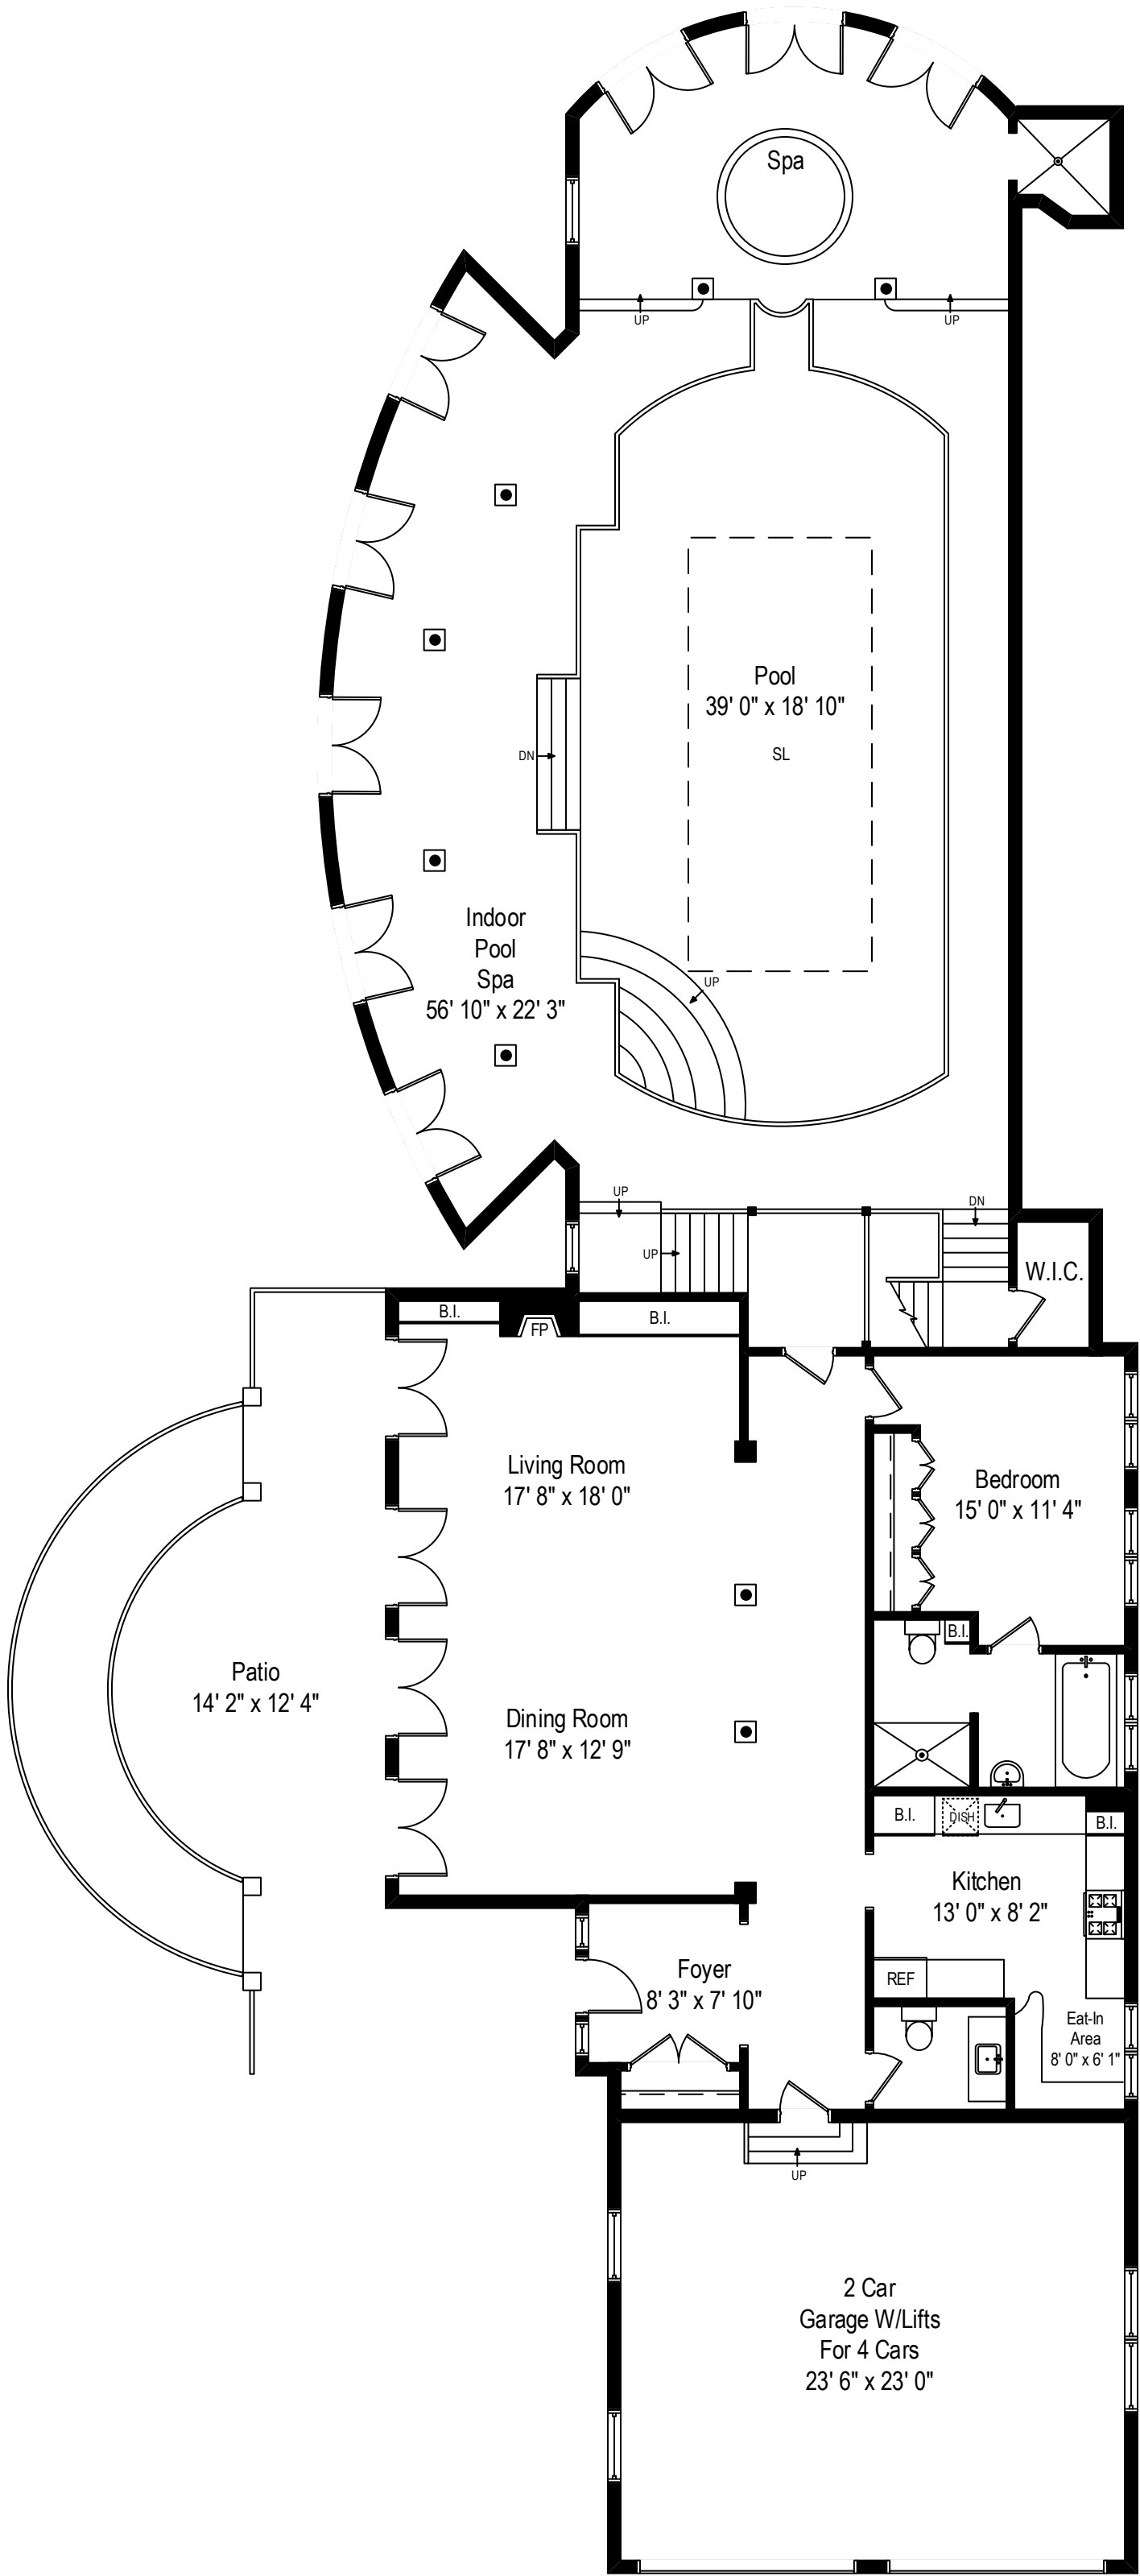 Spa
UP
UP
Pool
39' 0" x 18' 10"
SL
DN
Indoor
Pool
Spa
56' 10" x 22' 3"
UP
UP
DN
UP
W.I.C.
B.I.
FP
B.I.
Living Room
17' 8" x 18' 0"
Bedroom
15' 0" x 11' 4"
B.I.
Patio
14' 2" x 12' 4"
Dining Room
17' 8" x 12' 9"
B.I.
DISH
B.I.
Kitchen
13' 0" x 8' 2"
Foyer
8' 3" x 7' 10"
REF
Eat-In
Area
8' 0" x 6' 1"
UP
2 Car
Garage W/Lifts
For 4 Cars
23' 6" x 23' 0"